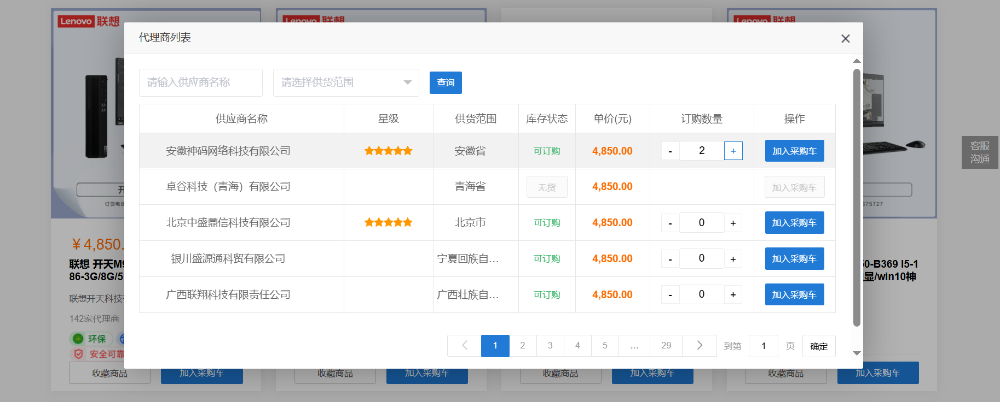 Lenovo 联想
Lenovo 联想
Lenovo 联想
代理商列表
请输入供应商名称
请选择供货范围
查询
供应商名称 星级 供货范围 库存状态 单价(元) 订购数量 操作
安徽神码网络科技有限公司 安徽省 可订购 4,850.00 - 2 + 加入采购车
卓谷科技（青海）有限公司 青海省 无货 4,850.00 加入采购车
北京中盛鼎信科技有限公司 北京市 可订购 4,850.00 - 0 + 加入采购车
银川盛源通科贸有限公司 宁夏回族自... 可订购 4,850.00 - 0 + 加入采购车
广西联翔科技有限责任公司 广西壮族自... 可订购 4,850.00 - 0 + 加入采购车
1 2 3 4 5 ... 29 到第 1 页 确定
客服
沟通
开
订货电话
675727
￥4,850.
联想 开天M9
86-3G/8G/5
50-B369 I5-1
显/win10神
联想开天科技
142家代理商
环保
安全可靠
收藏商品 加入采购车 收藏商品 加入采购车 收藏商品 加入采购车 收藏商品 加入采购车